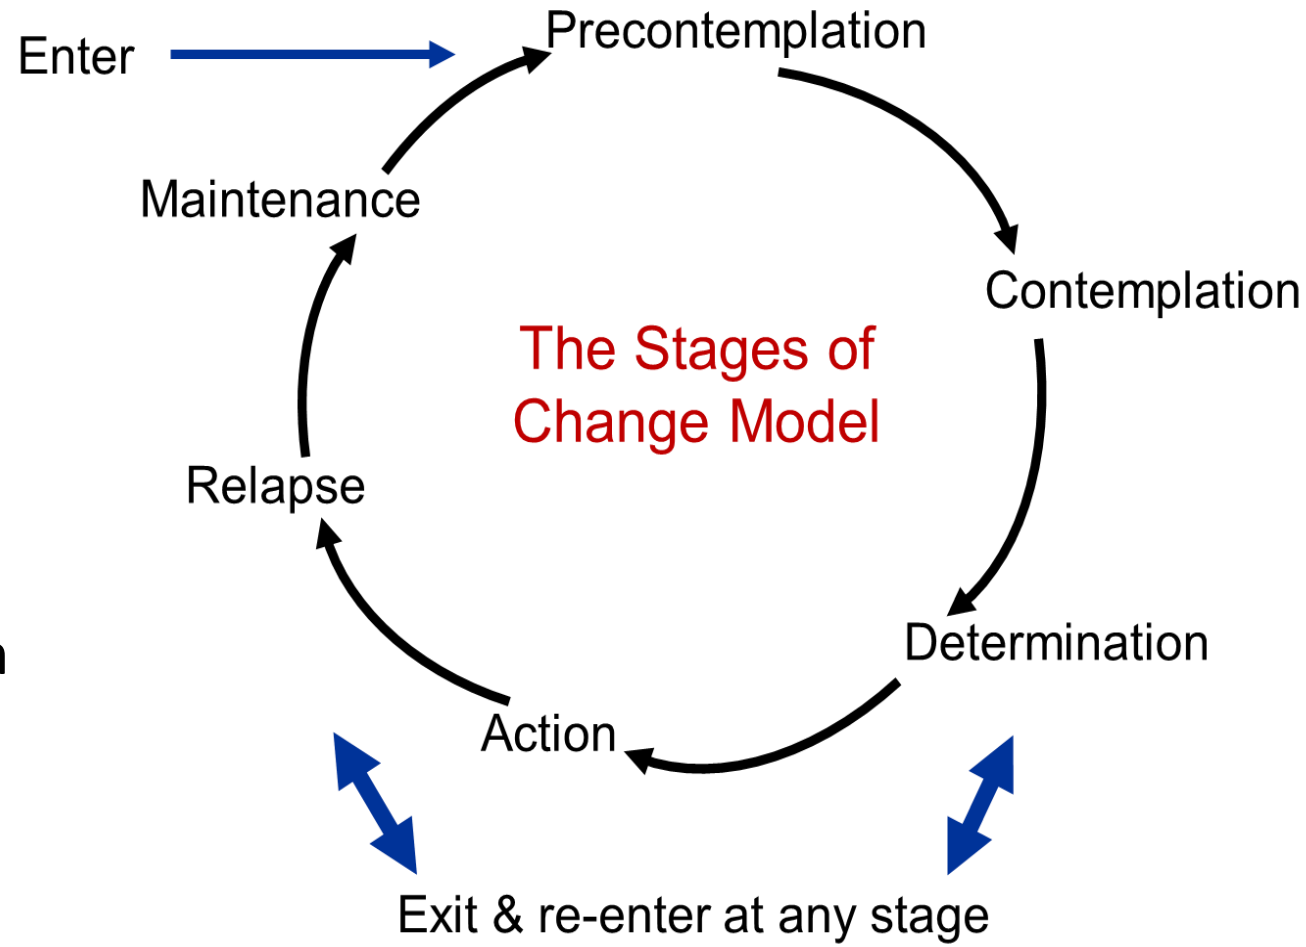 Enter
Precontemplation
Maintenance
Contemplation
The Stages of
Change Model
Relapse
Determination
n
Action
Exit & re-enter at any stage